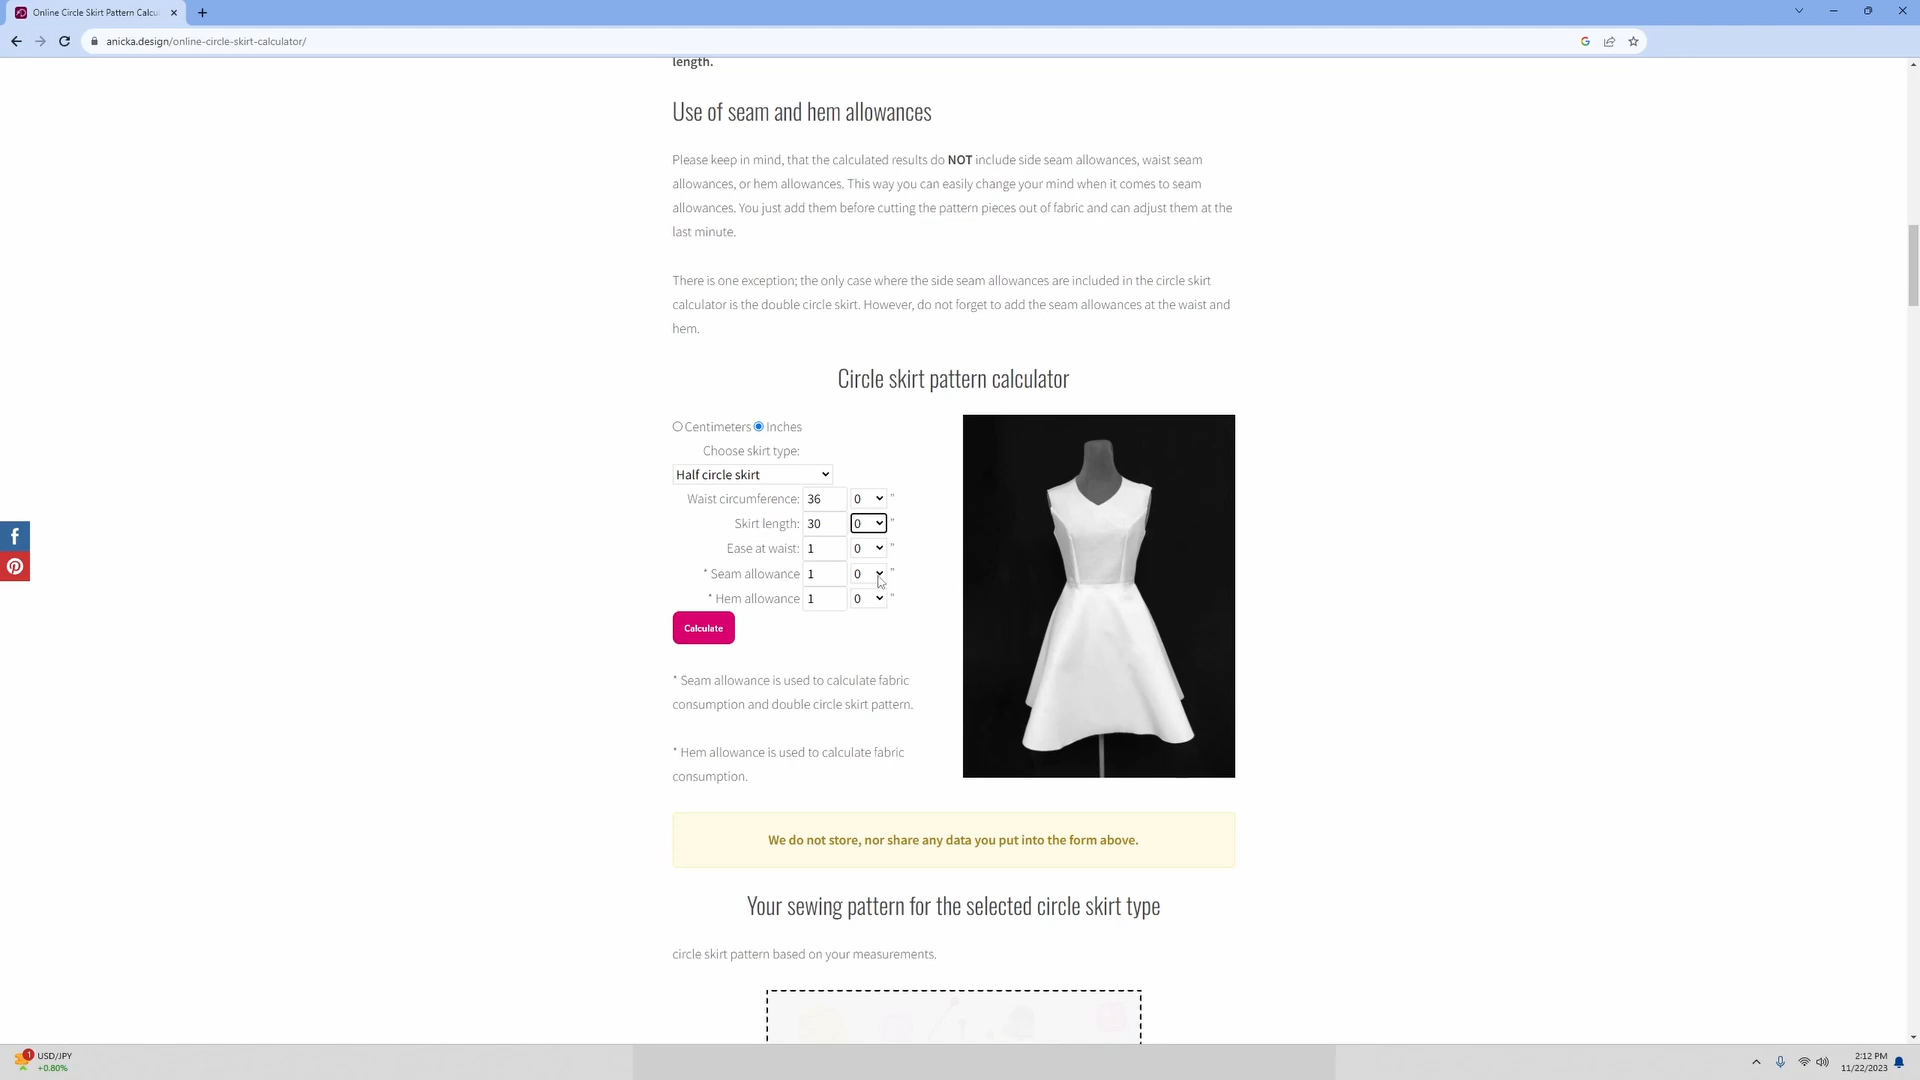 Online Circle Skirt Pattern Calcu
anicka.design/online-circle-skirt-calculator/
length.
Use of seam and hem allowances
Please keep in mind, that the calculated results do NOT include side seam allowances, waist seam
allowances, or hem allowances. This way you can easily change your mind when it comes to seam
allowances. You just add them before cutting the pattern pieces out of fabric and can adjust them at the
last minute.
There is one exception; the only case where the side seam allowances are included in the circle skirt
calculator is the double circle skirt. However, do not forget to add the seam allowances at the waist and
hem.
Circle skirt pattern calculator
Centimeters Inches
Choose skirt type:
Half circle skirt
Waist circumference: 36 0 "
Skirt length: 30 0 "
Ease at waist: 1 0 "
* Seam allowance 1 0 "
* Hem allowance 1 0 "
Calculate
* Seam allowance is used to calculate fabric
consumption and double circle skirt pattern.
* Hem allowance is used to calculate fabric
consumption.
We do not store, nor share any data you put into the form above.
Your sewing pattern for the selected circle skirt type
circle skirt pattern based on your measurements.
1
USD/JPY
+0.80%
2:12 PM
11/22/2023